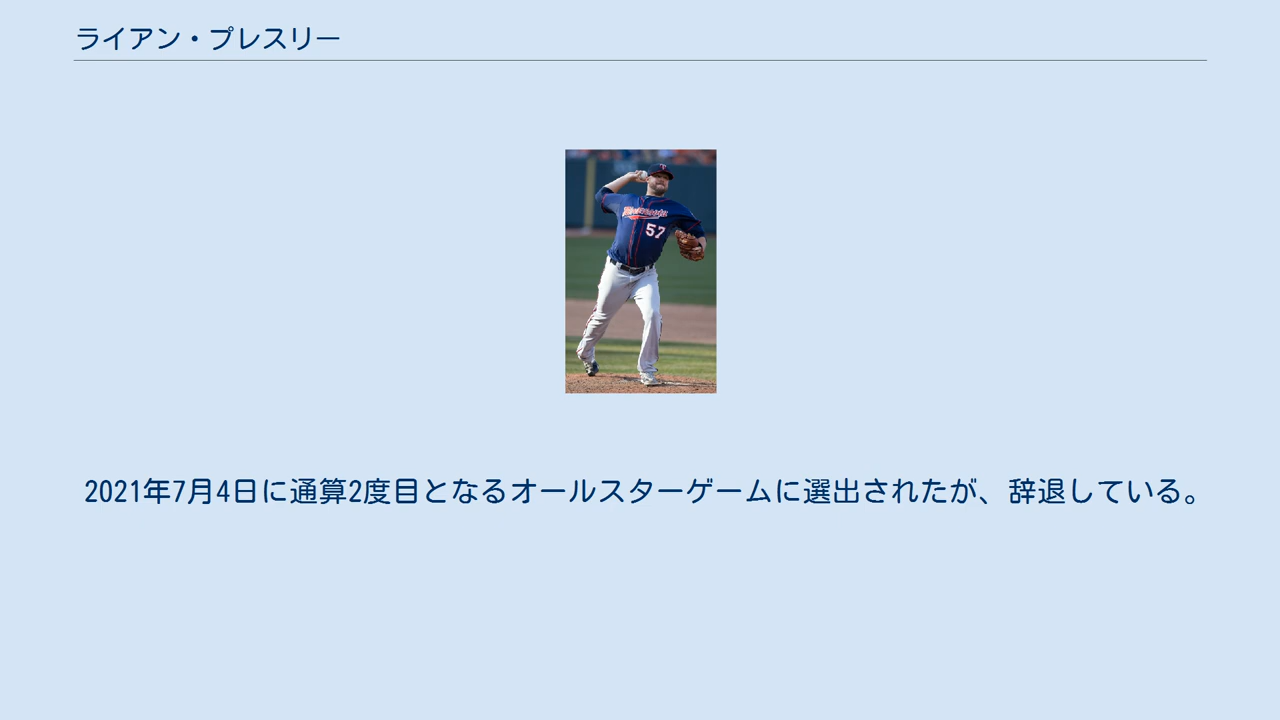 ライアン・プレスリー
Minnesota
57
2021年7月4日に通算2度目となるオールスターゲームに選出されたが、辞退している。